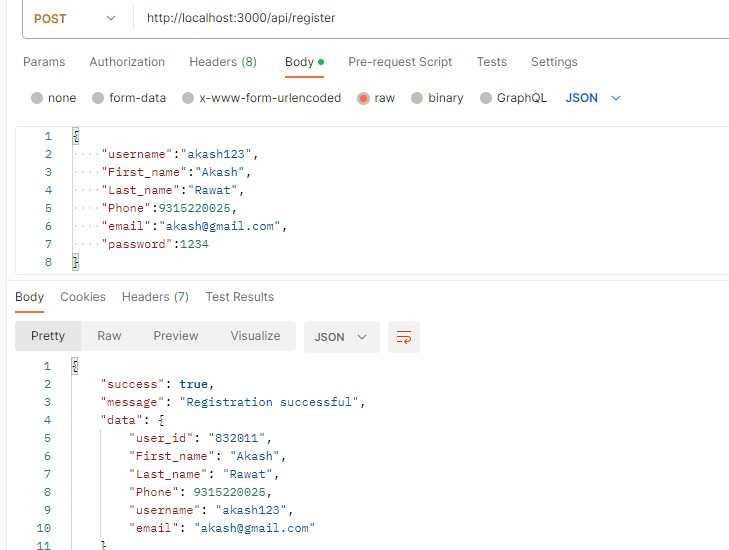 POST http://localhost:3000/api/register
Params Authorization Headers (8) Body Pre-request Script Tests Settings
none form-data x-www-form-urlencoded raw binary GraphQL JSON
1 {
2 "username":"akash123",
3 "First_name":"Akash",
4 "Last_name":"Rawat",
5 "Phone":9315220025,
6 "email":"akash@gmail.com",
7 "password":1234
8 }
Body Cookies Headers (7) Test Results
Pretty Raw Preview Visualize JSON
1 {
2 "success": true,
3 "message": "Registration successful",
4 "data": {
5 "user_id": "832011",
6 "First_name": "Akash",
7 "Last_name": "Rawat",
8 "Phone": 9315220025,
9 "username": "akash123",
10 "email": "akash@gmail.com"
11 }